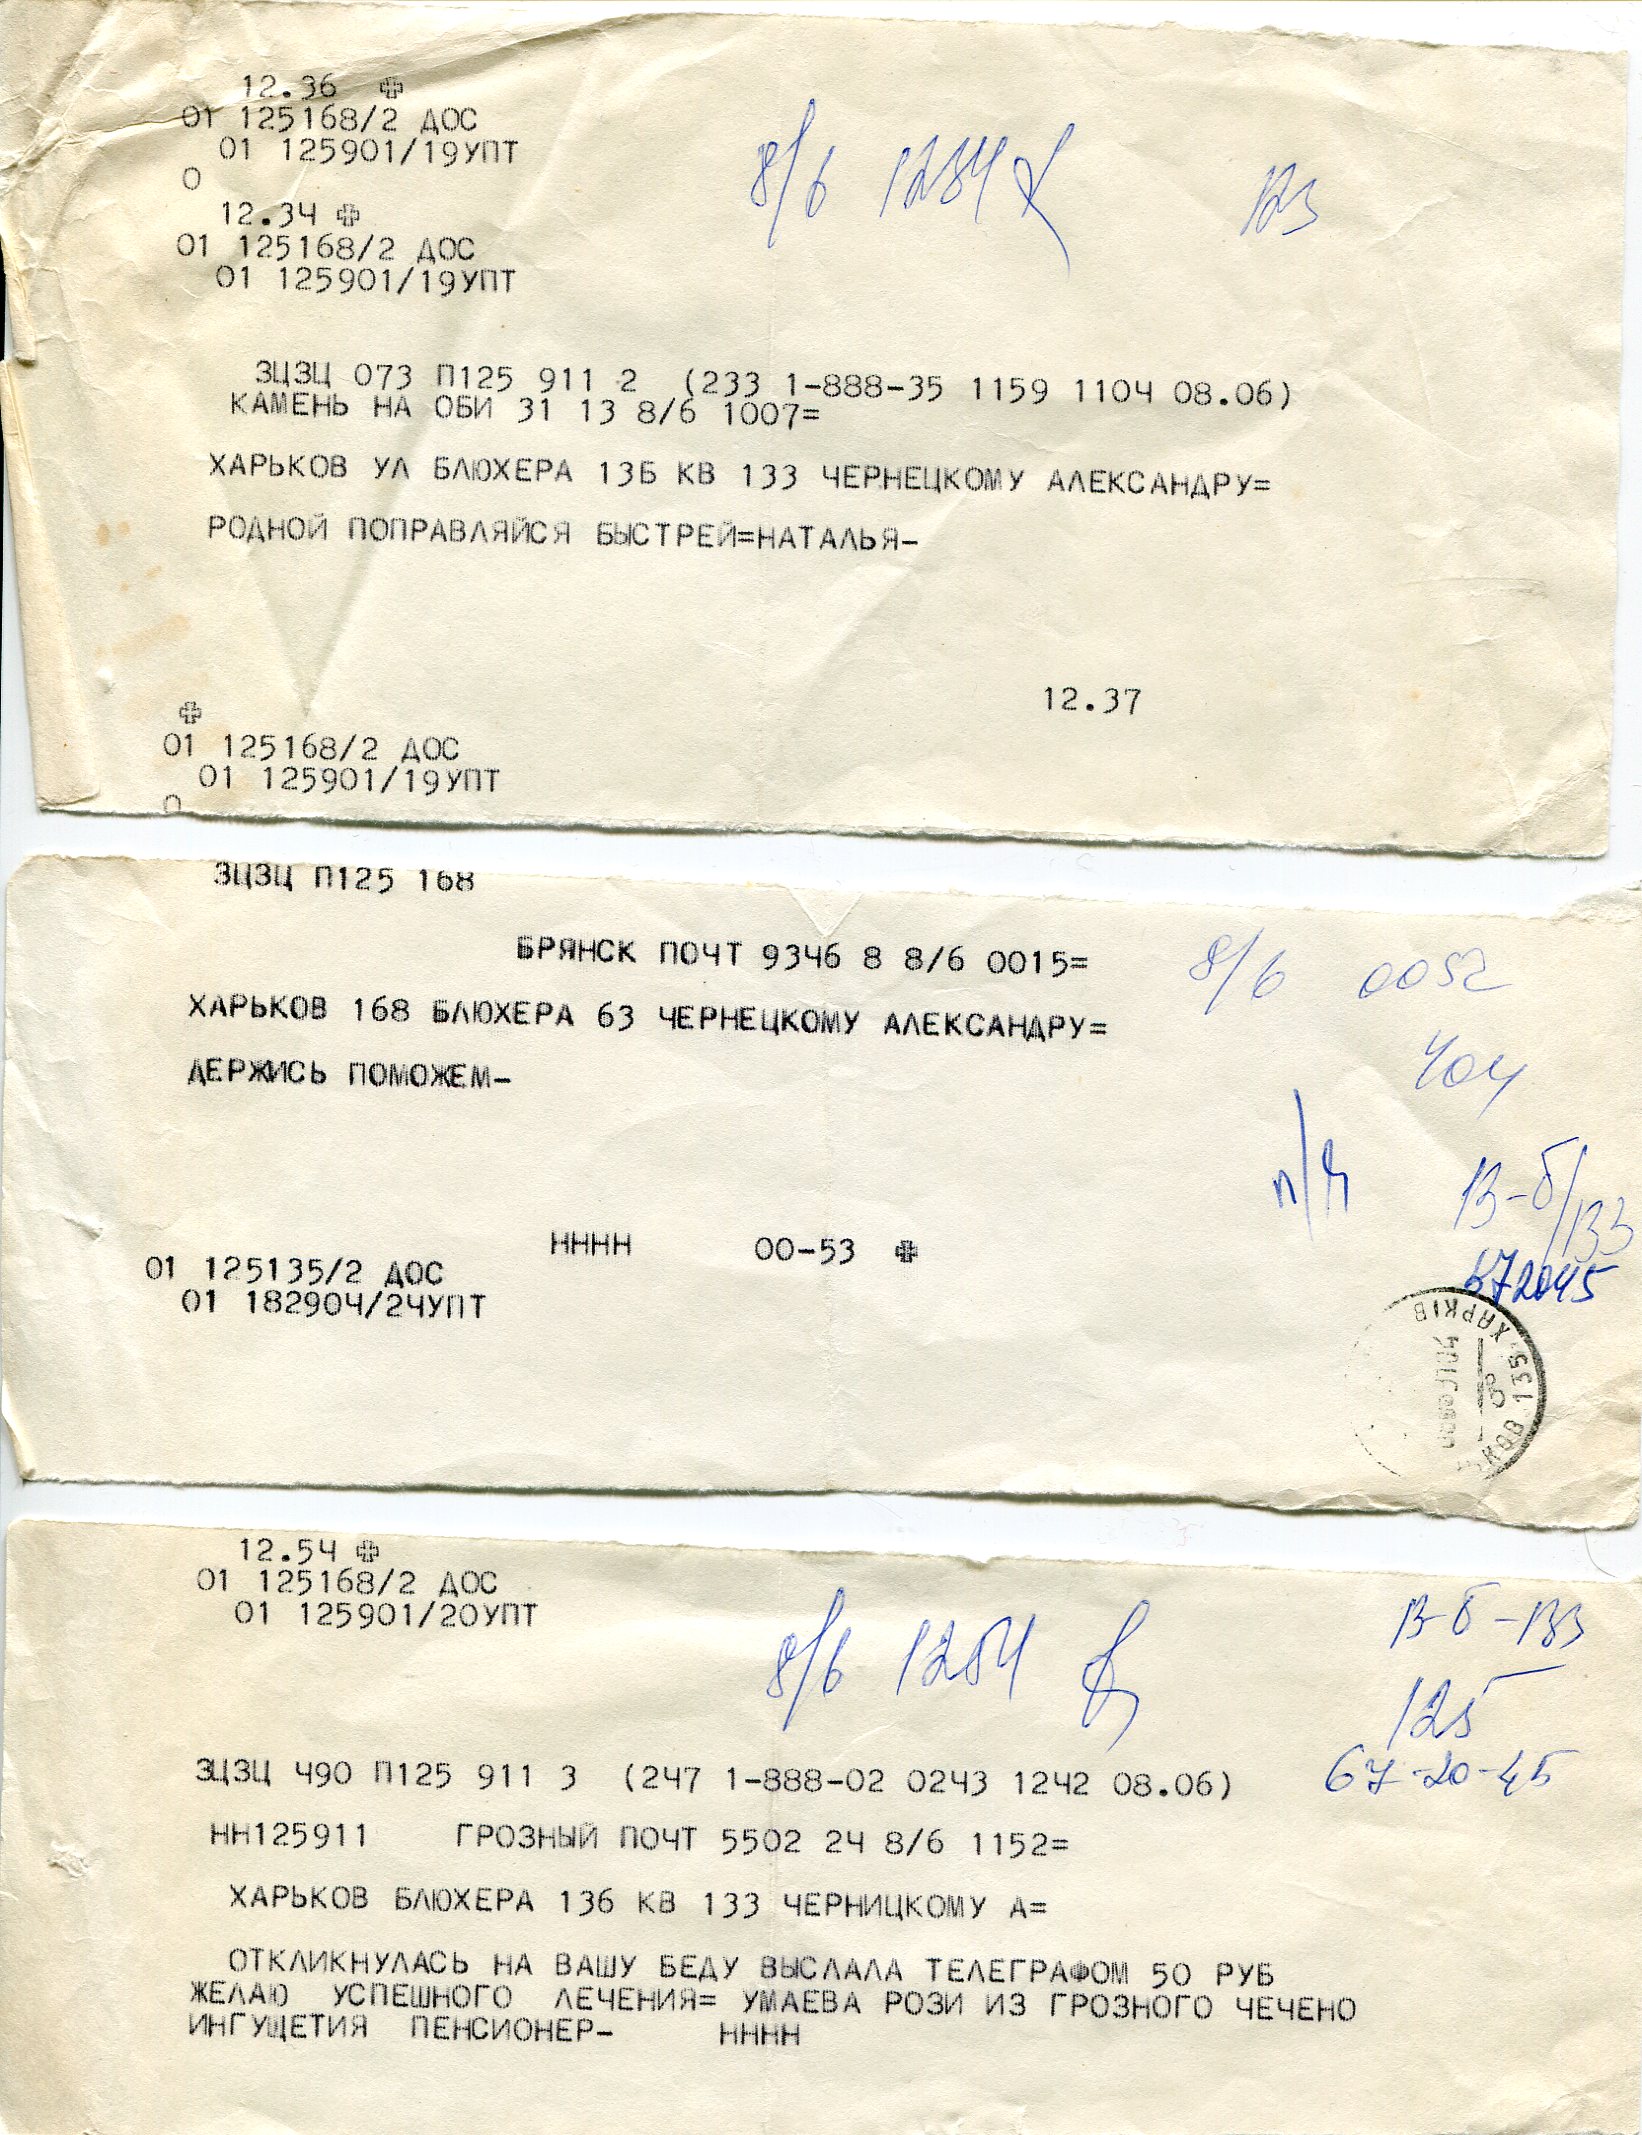 12.36 ✠
01 125168/2 ДОС
01 125901/19УПТ
О
8/6 1234
123
12.34 ✠
01 125168/2 ДОС
01 125901/19УПТ
ЗЦЗЦ 073 П125 911 2 (233 1-888-35 1159 1104 08.06)
КАМЕНЬ НА ОБИ 31 13 8/6 1007=
ХАРЬКОВ УЛ БЛЮХЕРА 13Б КВ 133 ЧЕРНЕЦКОМУ АЛЕКСАНДРУ=
РОДНОЙ ПОПРАВЛЯЙСЯ БЫСТРЕЙ=НАТАЛЬЯ-
12.37
✠
01 125168/2 ДОС
01 125901/19УПТ
О
ЗЦЗЦ П125 168
БРЯНСК ПОЧТ 9346 8 8/6 0015=
8/6 0052
ХАРЬКОВ 168 БЛЮХЕРА 63 ЧЕРНЕЦКОМУ АЛЕКСАНДРУ=
404
ДЕРЖИСЬ ПОМОЖЕМ-
п/я
13-б/133
672045
НННН 00-53 ✠
01 125135/2 ДОС
01 182904/24УПТ
ХАРКІВ
135
12.54 ✠
01 125168/2 ДОС
01 125901/20УПТ
8/6 1254
13-б-133
125
67-20-45
ЗЦЗЦ 490 П125 911 3 (247 1-888-02 0243 1242 08.06)
НН125911 ГРОЗНЫЙ ПОЧТ 5502 24 8/6 1152=
ХАРЬКОВ БЛЮХЕРА 136 КВ 133 ЧЕРНИЦКОМУ А=
ОТКЛИКНУЛАСЬ НА ВАШУ БЕДУ ВЫСЛАЛА ТЕЛЕГРАФОМ 50 РУБ
ЖЕЛАЮ УСПЕШНОГО ЛЕЧЕНИЯ= УМАЕВА РОЗИ ИЗ ГРОЗНОГО ЧЕЧЕНО
ИНГУЩЕТИЯ ПЕНСИОНЕР- НННН